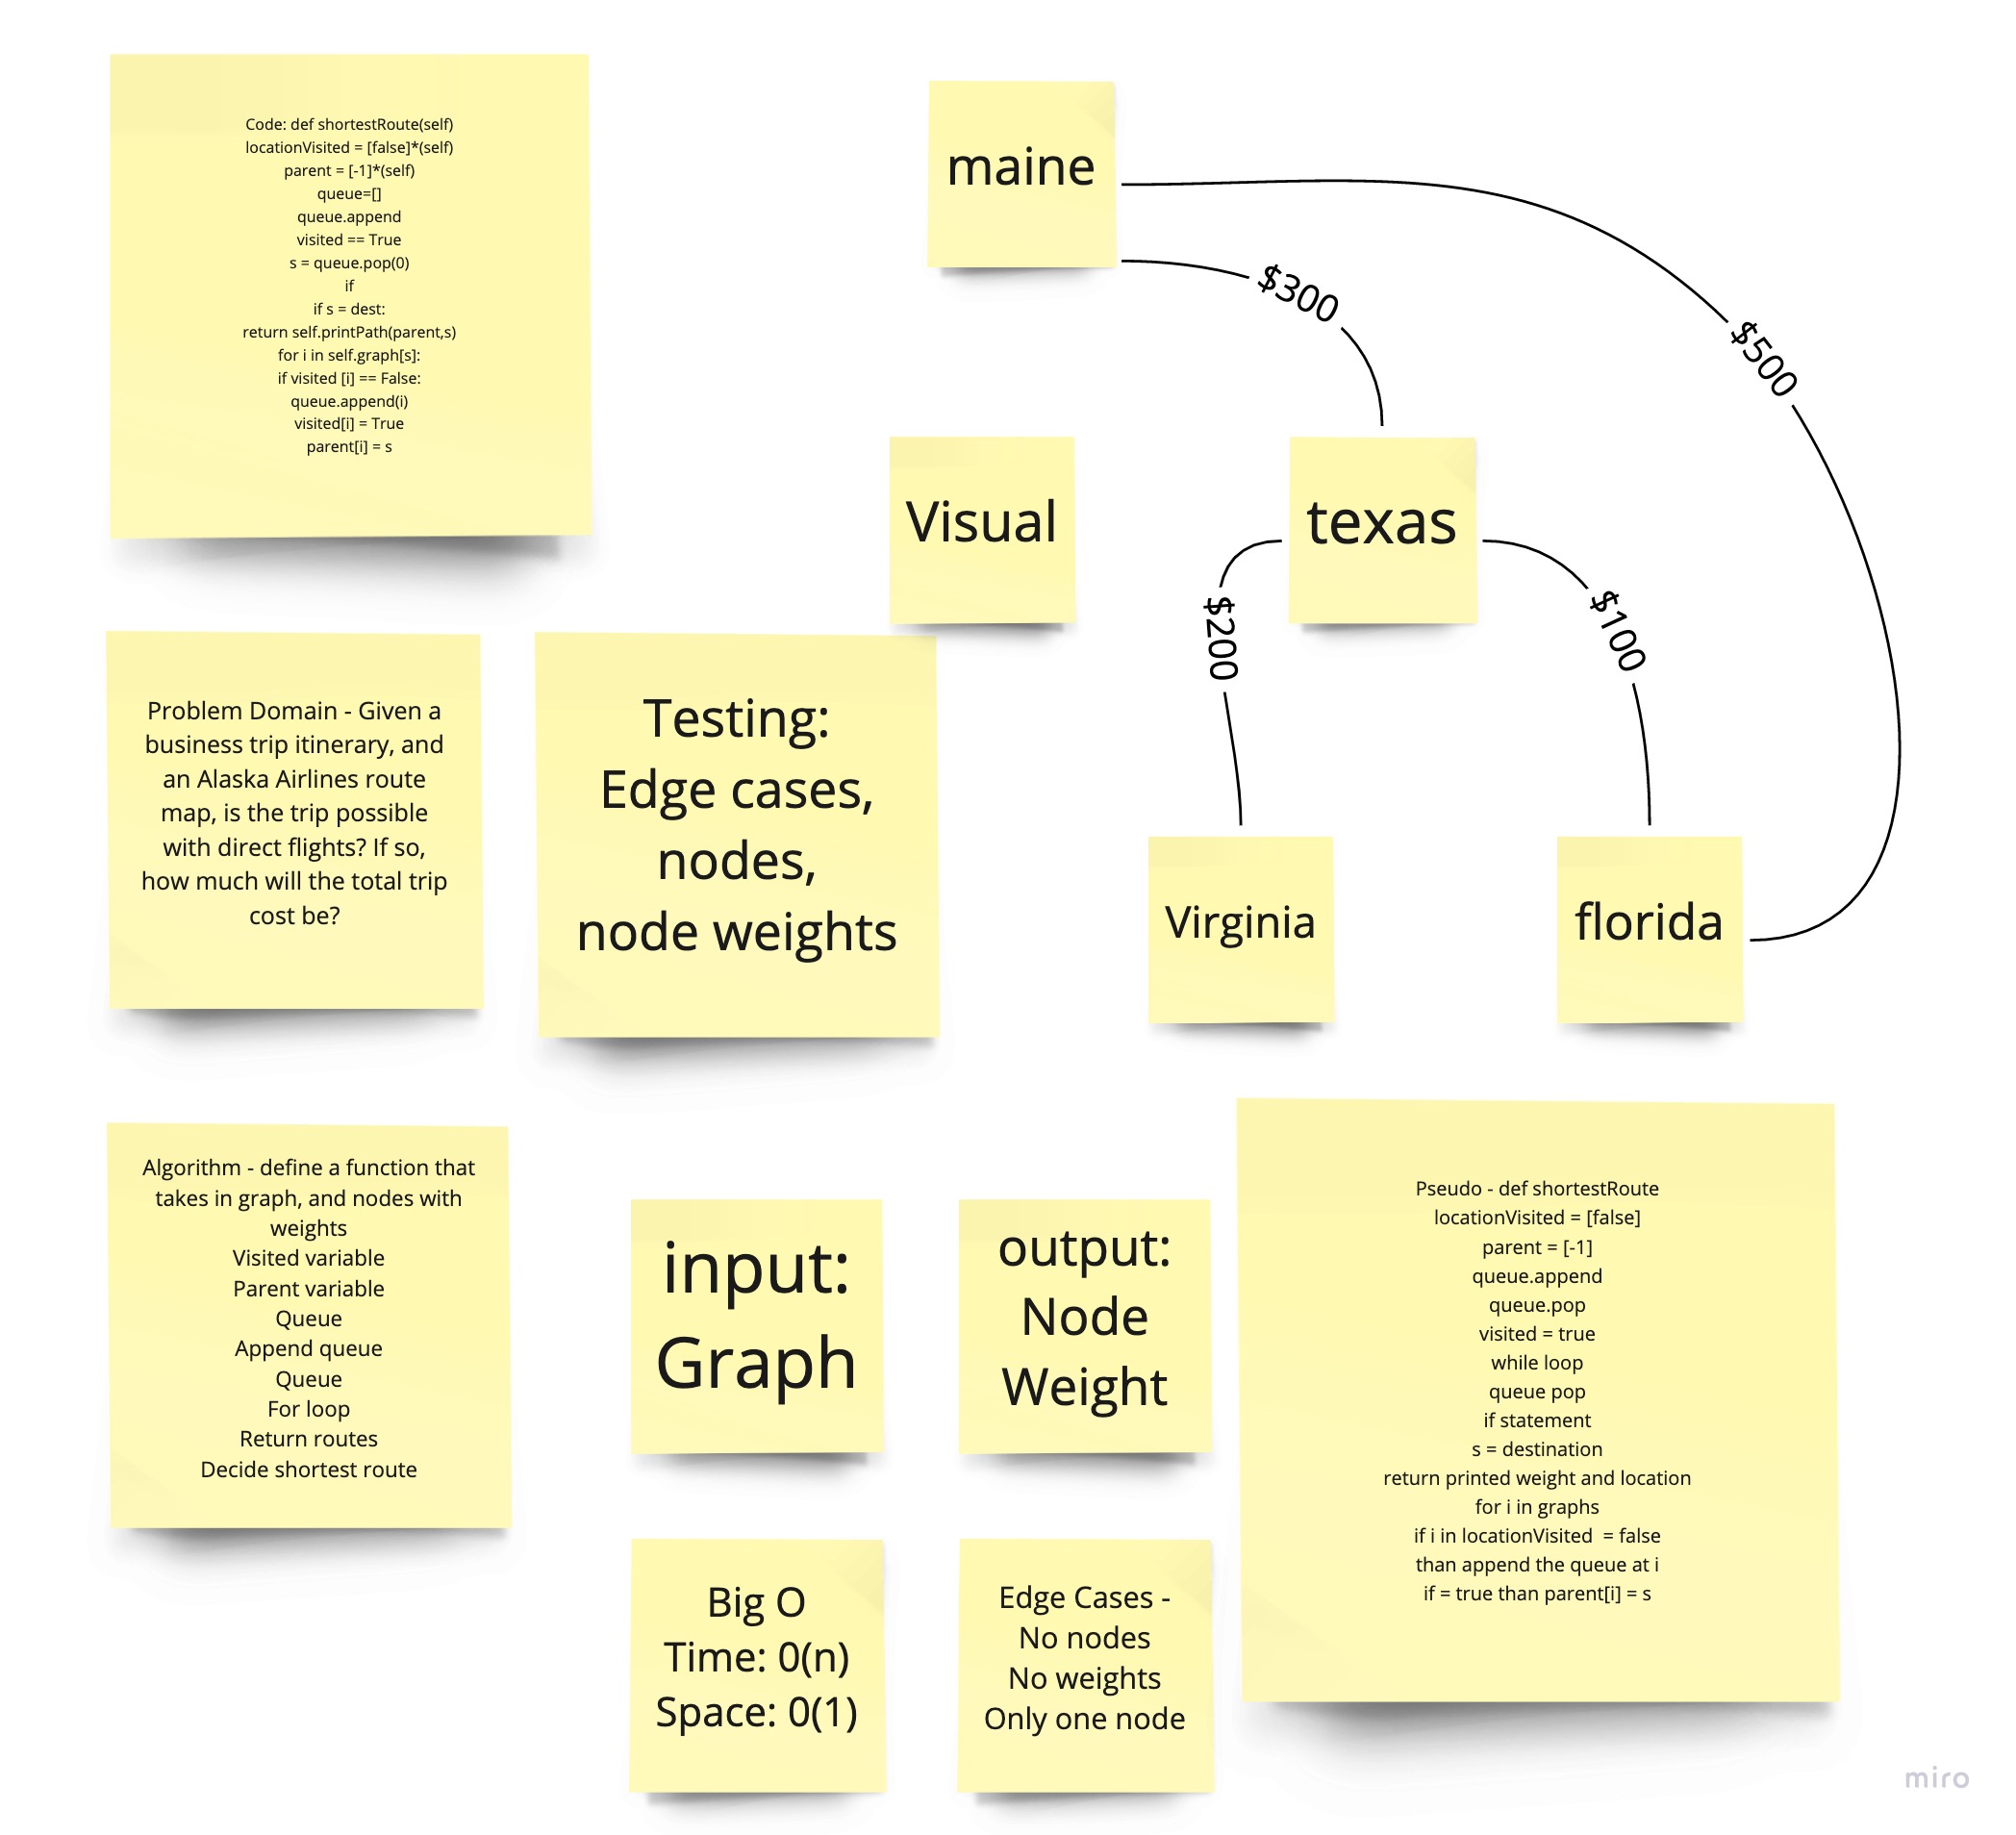 Code: def shortestRoute(self)
locationVisited = [false]*(self)
parent = [-1]*(self)
queue=[]
queue.append
visited == True
s = queue.pop(0)
if
if s = dest:
return self.printPath(parent,s)
for i in self.graph[s]:
if visited [i] == False:
queue.append(i)
visited[i] = True
parent[i] = s
maine
$300
$500
Visual
texas
$200
$100
Virginia
florida
Problem Domain - Given a
business trip itinerary, and
an Alaska Airlines route
map, is the trip possible
with direct flights? If so,
how much will the total trip
cost be?
Testing:
Edge cases,
nodes,
node weights
Algorithm - define a function that
takes in graph, and nodes with
weights
Visited variable
Parent variable
Queue
Append queue
Queue
For loop
Return routes
Decide shortest route
input:
Graph
output:
Node
Weight
Pseudo - def shortestRoute
locationVisited = [false]
parent = [-1]
queue.append
queue.pop
visited = true
while loop
queue pop
if statement
s = destination
return printed weight and location
for i in graphs
if i in locationVisited  = false
than append the queue at i
if = true than parent[i] = s
Big O
Time: 0(n)
Space: 0(1)
Edge Cases -
No nodes
No weights
Only one node
miro